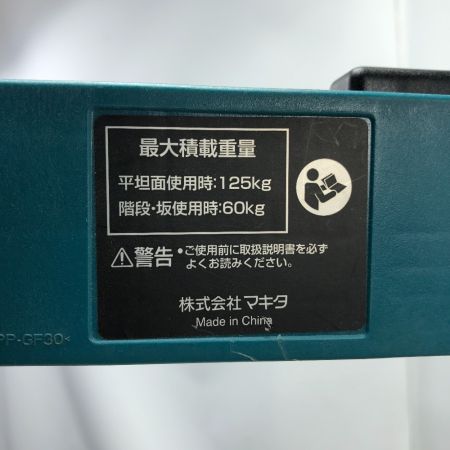 最大積載重量
平坦面使用時:125kg
階段・坂使用時:60kg
警告 •ご使用前に取扱説明書を必ず
よくお読みください。
株式会社マキタ
Made in China
PP-GF30<